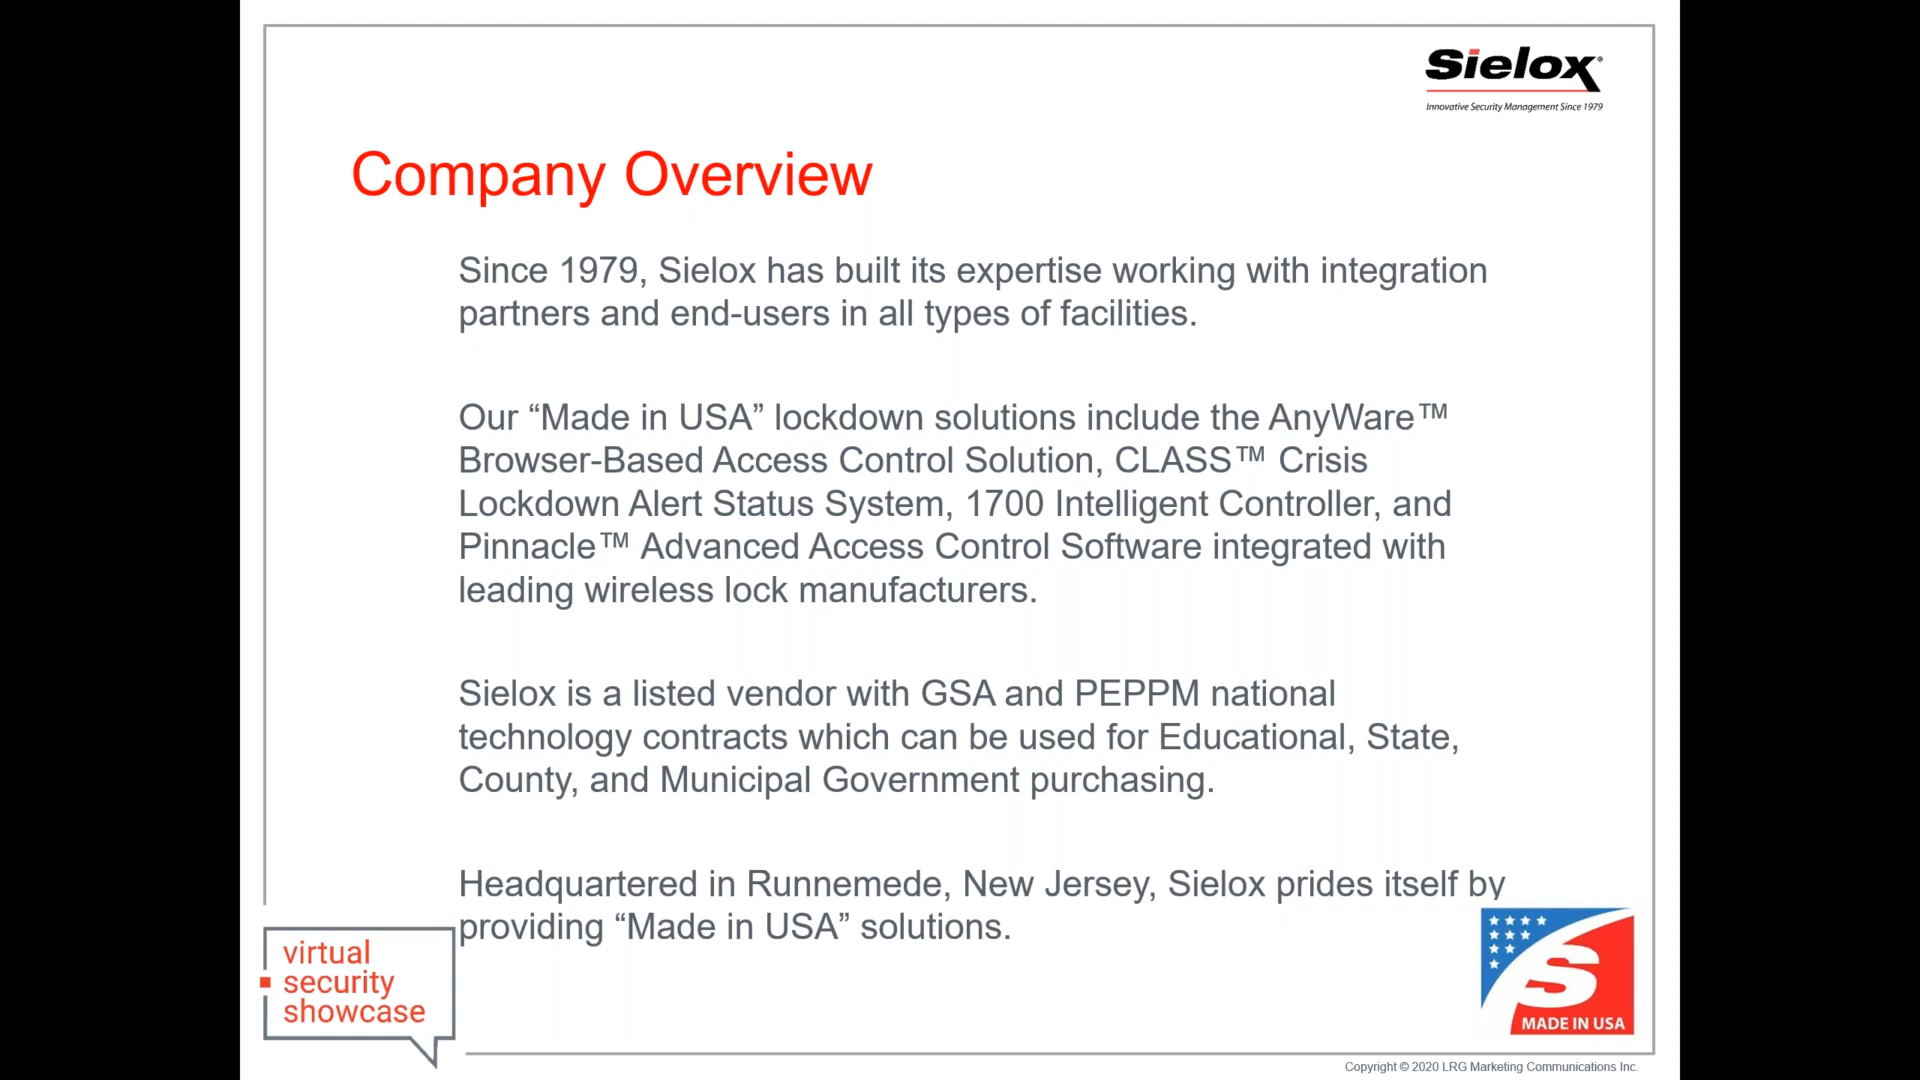 Sielox®
Innovative Security Management Since 1979
Company Overview
Since 1979, Sielox has built its expertise working with integration
partners and end-users in all types of facilities.
Our “Made in USA” lockdown solutions include the AnyWare™
Browser-Based Access Control Solution, CLASS™ Crisis
Lockdown Alert Status System, 1700 Intelligent Controller, and
Pinnacle™ Advanced Access Control Software integrated with
leading wireless lock manufacturers.
Sielox is a listed vendor with GSA and PEPPM national
technology contracts which can be used for Educational, State,
County, and Municipal Government purchasing.
Headquartered in Runnemede, New Jersey, Sielox prides itself by
providing “Made in USA” solutions.
virtual
security
showcase
S
MADE IN USA
Copyright © 2020 LRG Marketing Communications Inc.